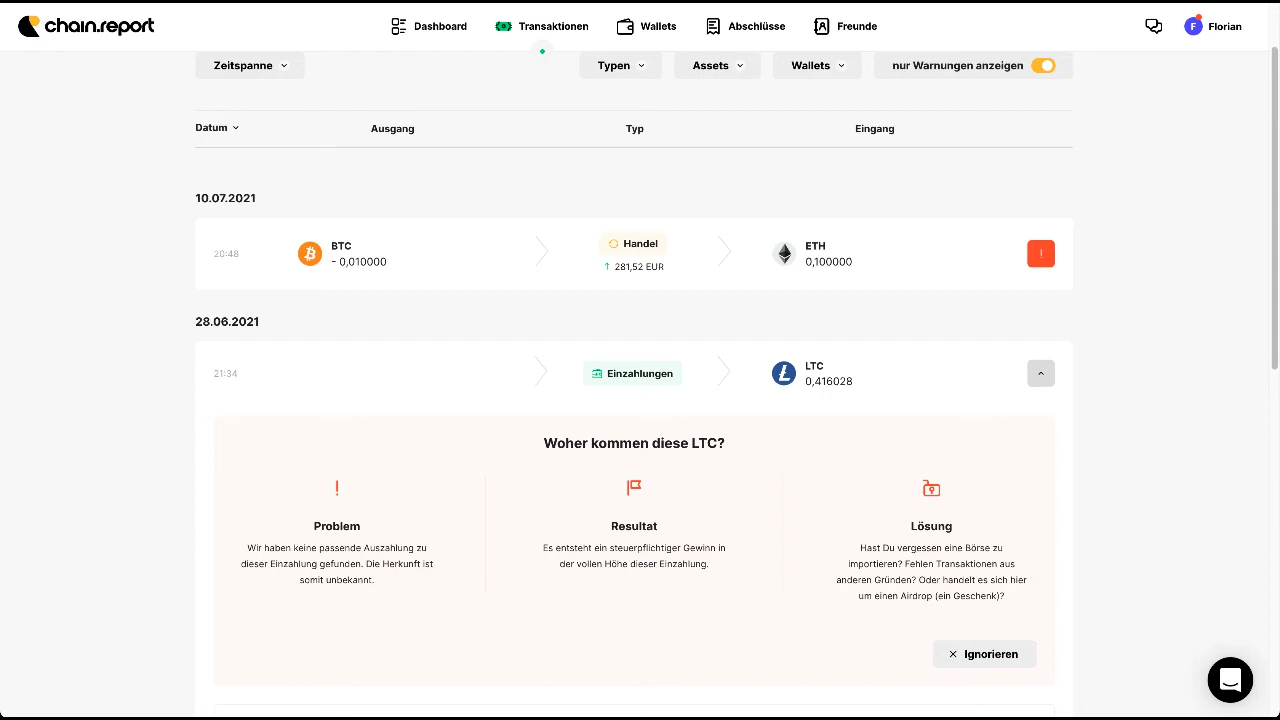 chain.report
Dashboard
Transaktionen
Wallets
Abschlüsse
Freunde
F
Florian
Zeitspanne
Typen
Assets
Wallets
nur Warnungen anzeigen
Datum
Ausgang
Typ
Eingang
10.07.2021
20:48
BTC
- 0,010000
Handel
↑ 281,52 EUR
ETH
0,100000
!
28.06.2021
21:34
Einzahlungen
LTC
0,416028
Woher kommen diese LTC?
Problem
Wir haben keine passende Auszahlung zu
dieser Einzahlung gefunden. Die Herkunft ist
somit unbekannt.
Resultat
Es entsteht ein steuerpflichtiger Gewinn in
der vollen Höhe dieser Einzahlung.
Lösung
Hast Du vergessen eine Börse zu
importieren? Fehlen Transaktionen aus
anderen Gründen? Oder handelt es sich hier
um einen Airdrop (ein Geschenk)?
Ignorieren